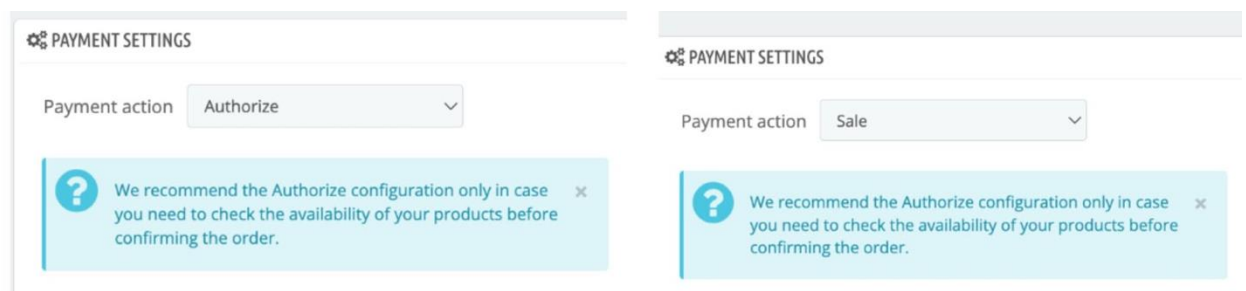 PAYMENT SETTINGS
Payment action Authorize
We recommend the Authorize configuration only in case
you need to check the availability of your products before
confirming the order.
PAYMENT SETTINGS
Payment action Sale
We recommend the Authorize configuration only in case
you need to check the availability of your products before
confirming the order.